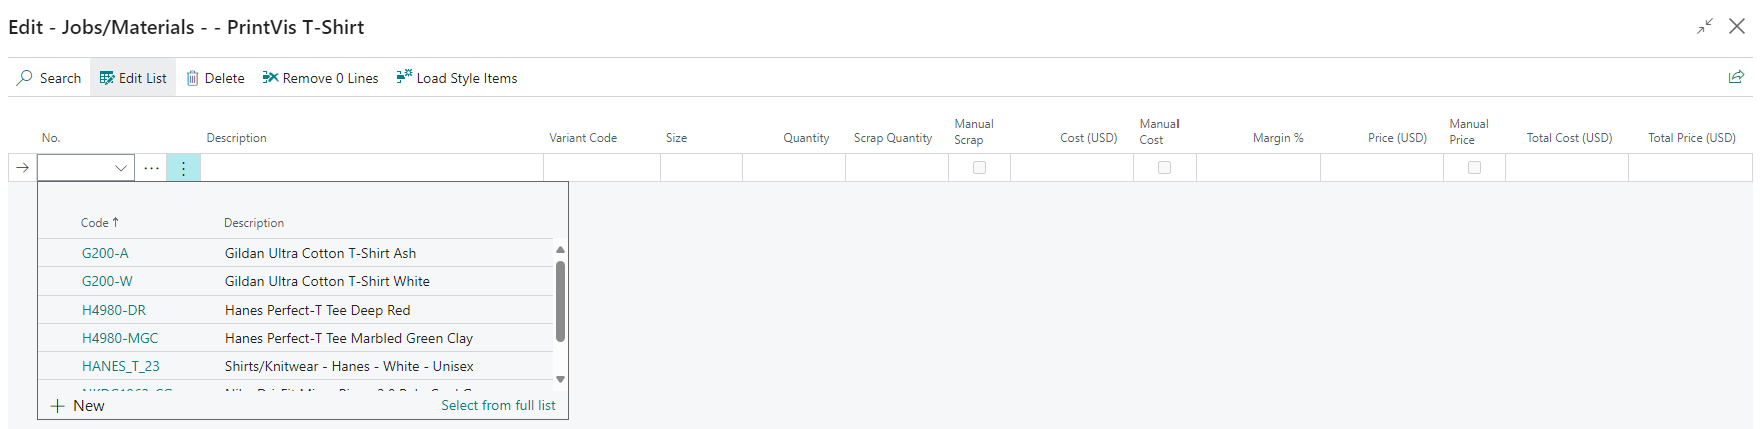 Edit - Jobs/Materials - - PrintVis T-Shirt
Search Edit List Delete Remove 0 Lines Load Style Items
No. Description Variant Code Size Quantity Scrap Quantity Manual Scrap Cost (USD) Manual Cost Margin % Price (USD) Manual Price Total Cost (USD) Total Price (USD)
Code ↑ Description
G200-A Gildan Ultra Cotton T-Shirt Ash
G200-W Gildan Ultra Cotton T-Shirt White
H4980-DR Hanes Perfect-T Tee Deep Red
H4980-MGC Hanes Perfect-T Tee Marbled Green Clay
HANES_T_23 Shirts/Knitwear - Hanes - White - Unisex
+ New Select from full list